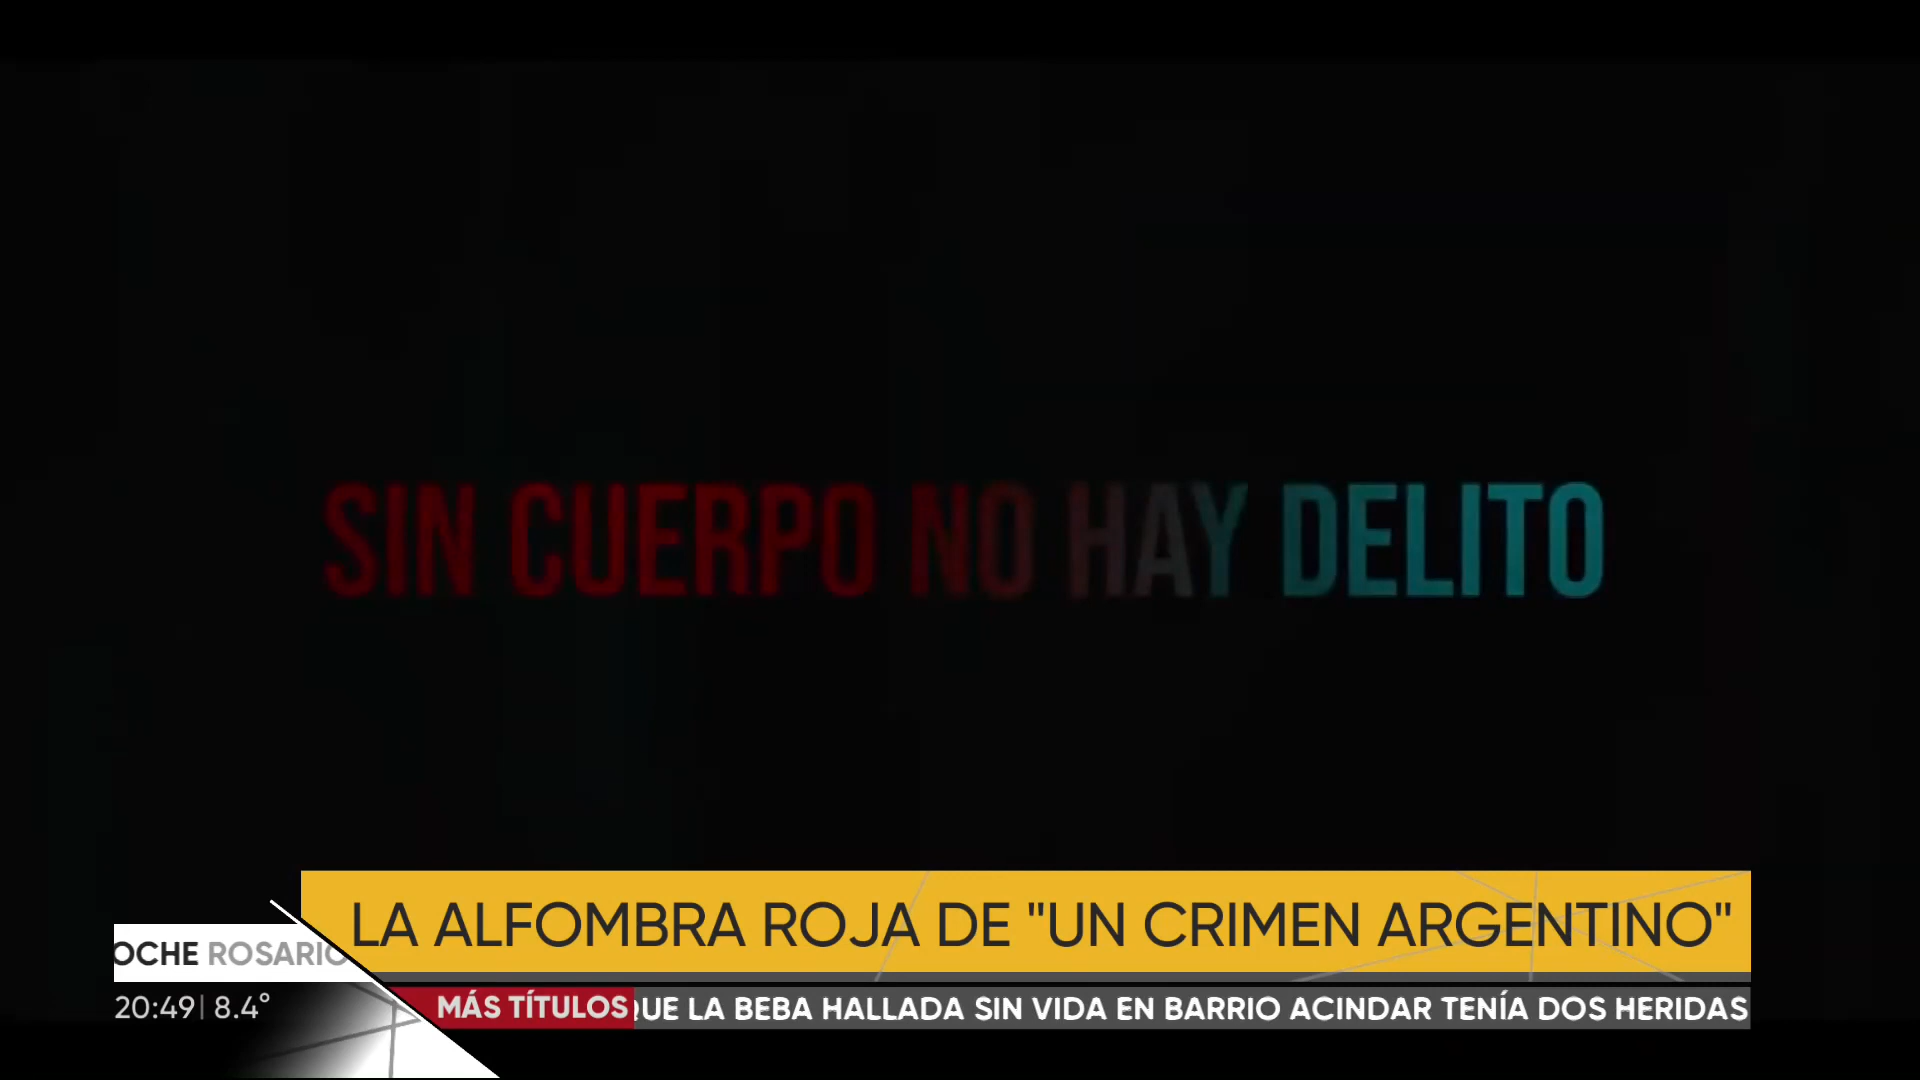 SIN CUERPO NO HAY DELITO
LA ALFOMBRA ROJA DE "UN CRIMEN ARGENTINO"
OCHE ROSARIO
MÁS TÍTULOS QUE LA BEBA HALLADA SIN VIDA EN BARRIO ACINDAR TENÍA DOS HERIDAS
20:49| 8.4°